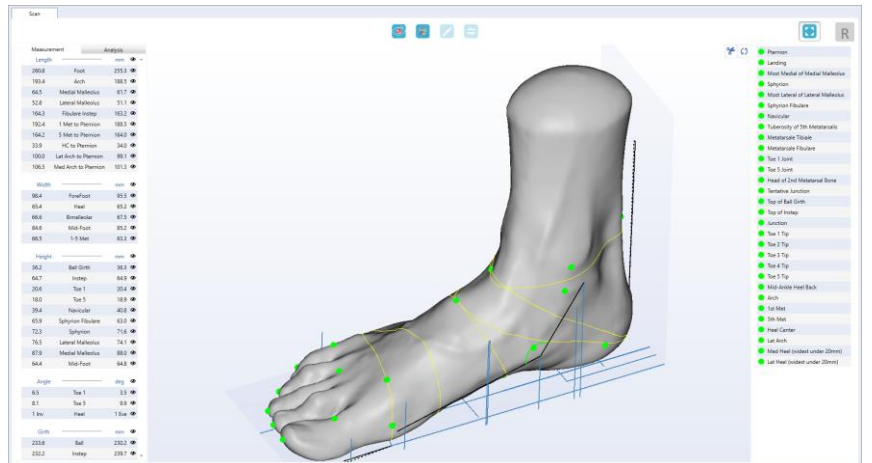 Scan
R
Measurement Analysis
Length mm
260.8 Foot 255.3
193.4 Arch 188.5
64.5 Medial Malleolus 61.7
52.8 Lateral Malleolus 51.1
164.3 Fibulare Instep 163.2
192.4 1 Met to Pternion 188.5
164.2 5 Met to Pternion 164.0
33.9 HC to Pternion 34.0
100.0 Lat Arch to Pternion 99.1
106.5 Med Arch to Pternion 101.3
Width mm
98.4 ForeFoot 95.5
65.4 Heel 65.2
66.6 Bimalleolar 67.5
84.6 Mid-Foot 85.2
66.5 1-5 Met 63.3
Height mm
36.2 Ball Girth 36.3
64.7 Instep 64.9
20.6 Toe 1 20.4
18.0 Toe 5 18.9
39.4 Navicular 40.8
65.9 Sphyrion Fibulare 63.0
72.3 Sphyrion 71.6
76.5 Lateral Malleolus 74.1
87.9 Medial Malleolus 88.0
64.4 Mid-Foot 64.8
Angle deg
6.5 Toe 1 3.5
8.1 Toe 5 9.9
1 Inv Heel 1 Eve
Girth mm
233.6 Ball 230.2
232.2 Instep 239.7
Pternion
Landing
Most Medial of Medial Malleolus
Sphyrion
Most Lateral of Lateral Malleolus
Sphyrion Fibulare
Navicular
Tuberosity of 5th Metatarsalis
Metatarsale Tibiale
Metatarsale Fibulare
Toe 1 Joint
Toe 5 Joint
Head of 2nd Metatarsal Bone
Tentative Junction
Top of Ball Girth
Top of Instep
Junction
Toe 1 Tip
Toe 2 Tip
Toe 3 Tip
Toe 4 Tip
Toe 5 Tip
Mid-Ankle Heel Back
Arch
1st Met
5th Met
Heel Center
Lat Arch
Med Heel (widest under 20mm)
Lat Heel (widest under 20mm)